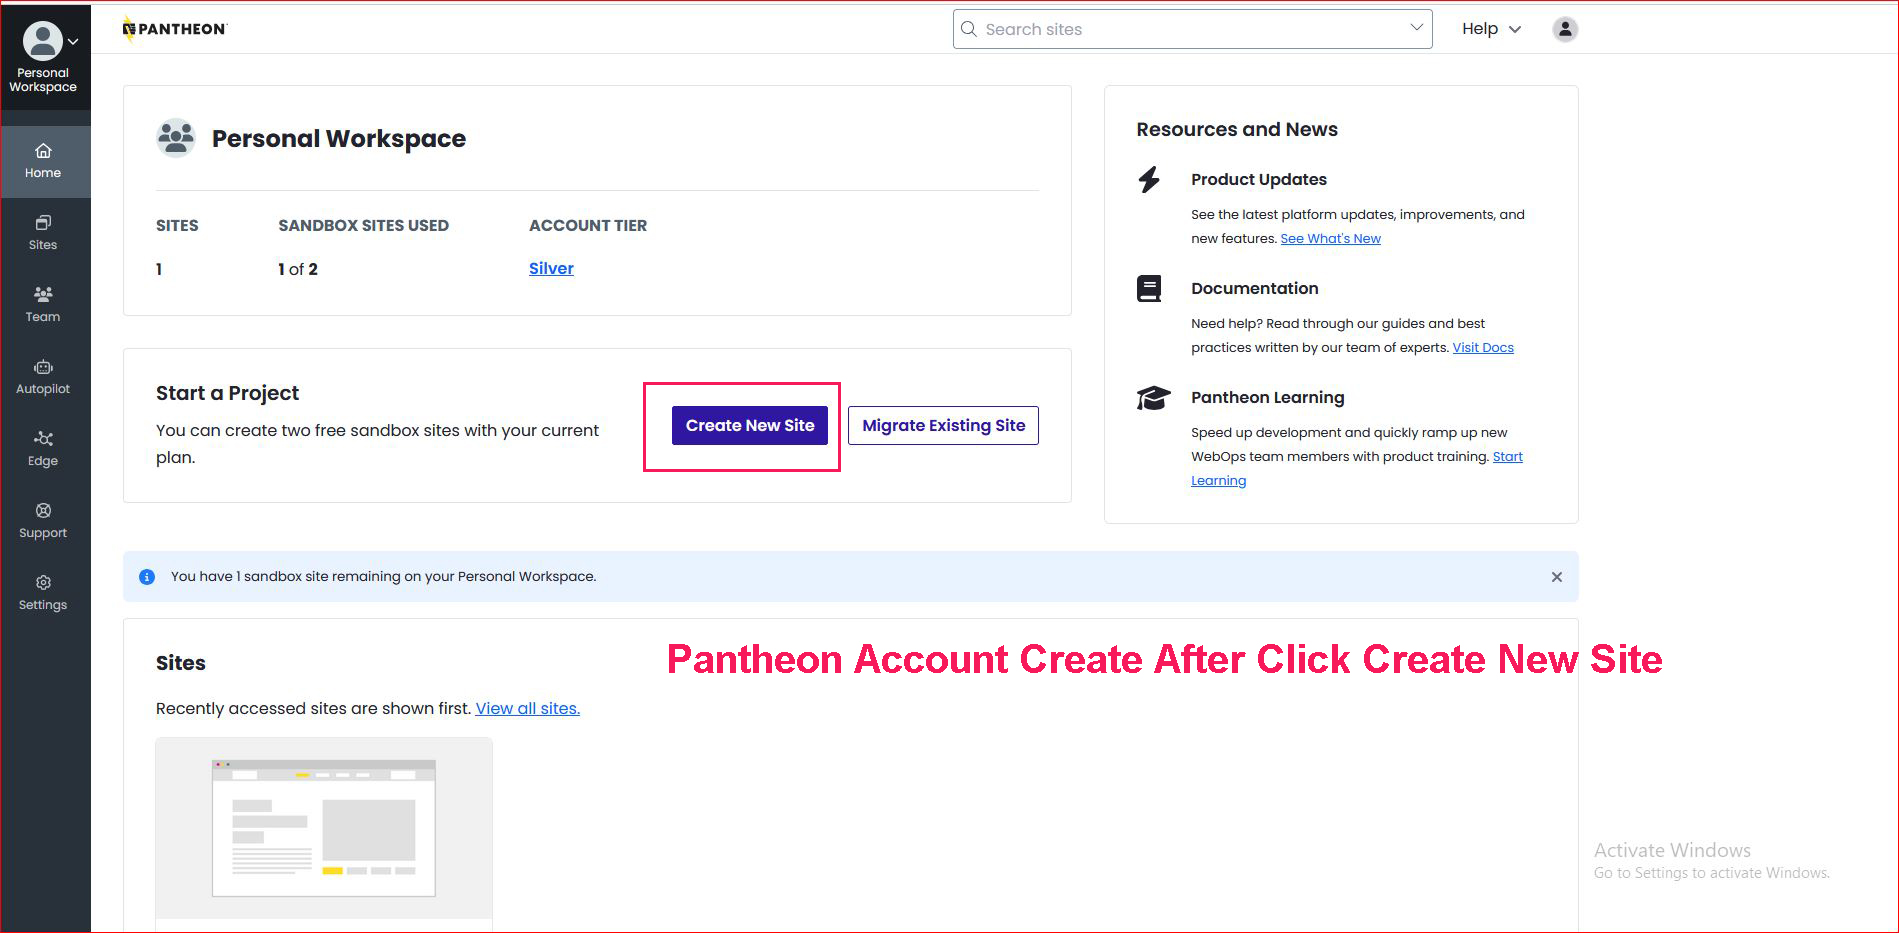 Personal
Workspace
PANTHEON
Search sites
Help
Home
Sites
Team
Autopilot
Edge
Support
Settings
Personal Workspace
SITES
SANDBOX SITES USED
ACCOUNT TIER
1
1 of 2
Silver
Start a Project
You can create two free sandbox sites with your current
plan.
Create New Site
Migrate Existing Site
Resources and News
Product Updates
See the latest platform updates, improvements, and
new features. See What's New
Documentation
Need help? Read through our guides and best
practices written by our team of experts. Visit Docs
Pantheon Learning
Speed up development and quickly ramp up new
WebOps team members with product training. Start
Learning
You have 1 sandbox site remaining on your Personal Workspace.
Sites
Pantheon Account Create After Click Create New Site
Recently accessed sites are shown first. View all sites.
Activate Windows
Go to Settings to activate Windows.